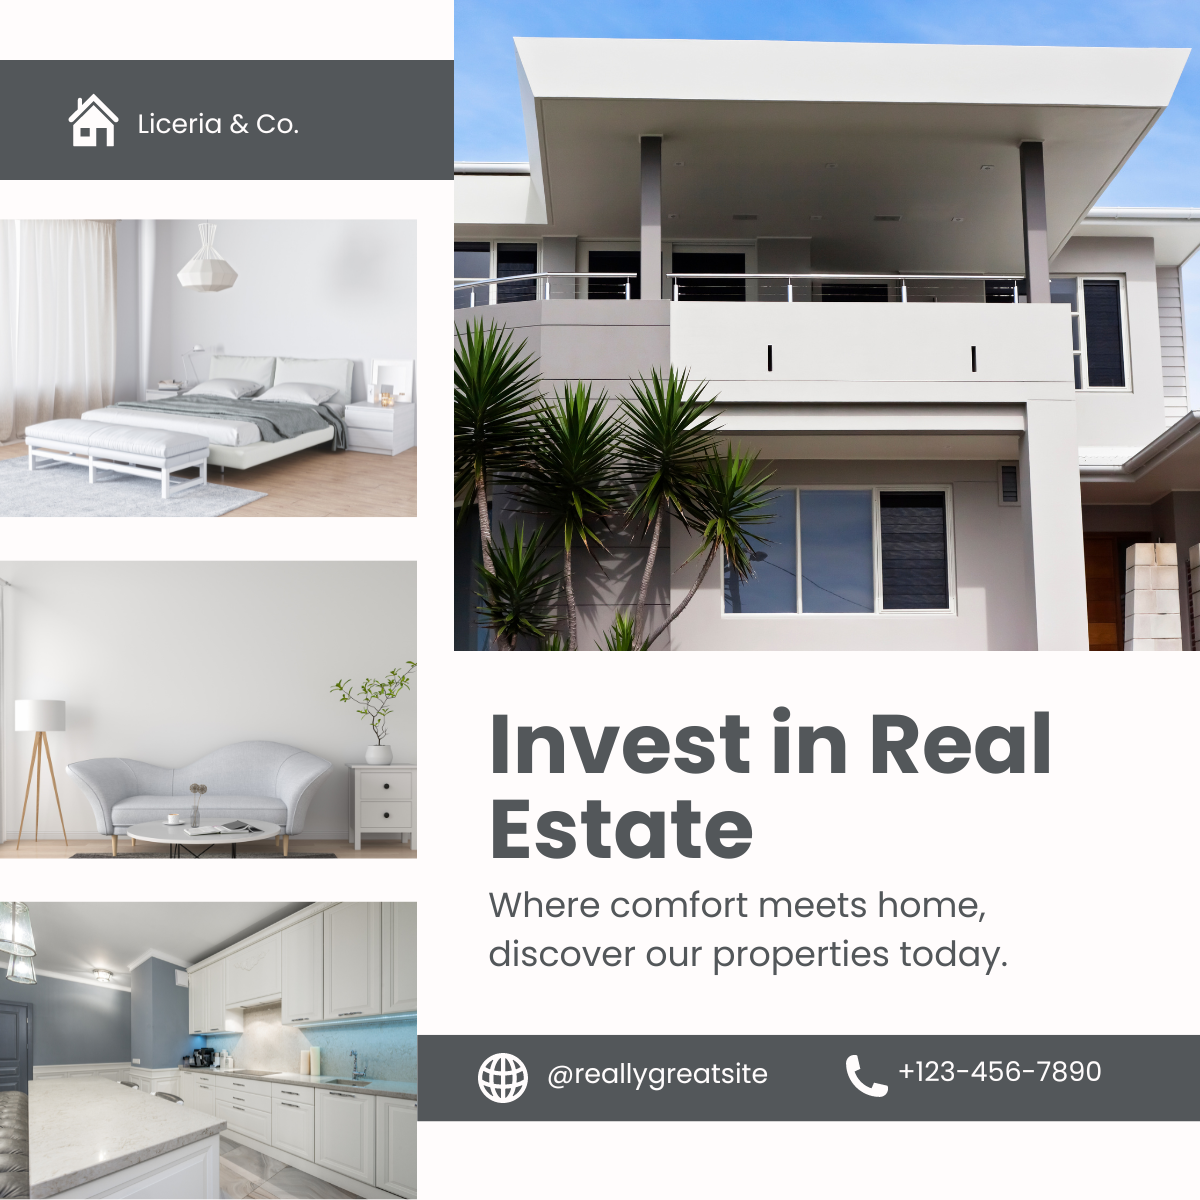 Liceria & Co.
Invest in Real
Estate
Where comfort meets home,
discover our properties today.
@reallygreatsite
+123-456-7890